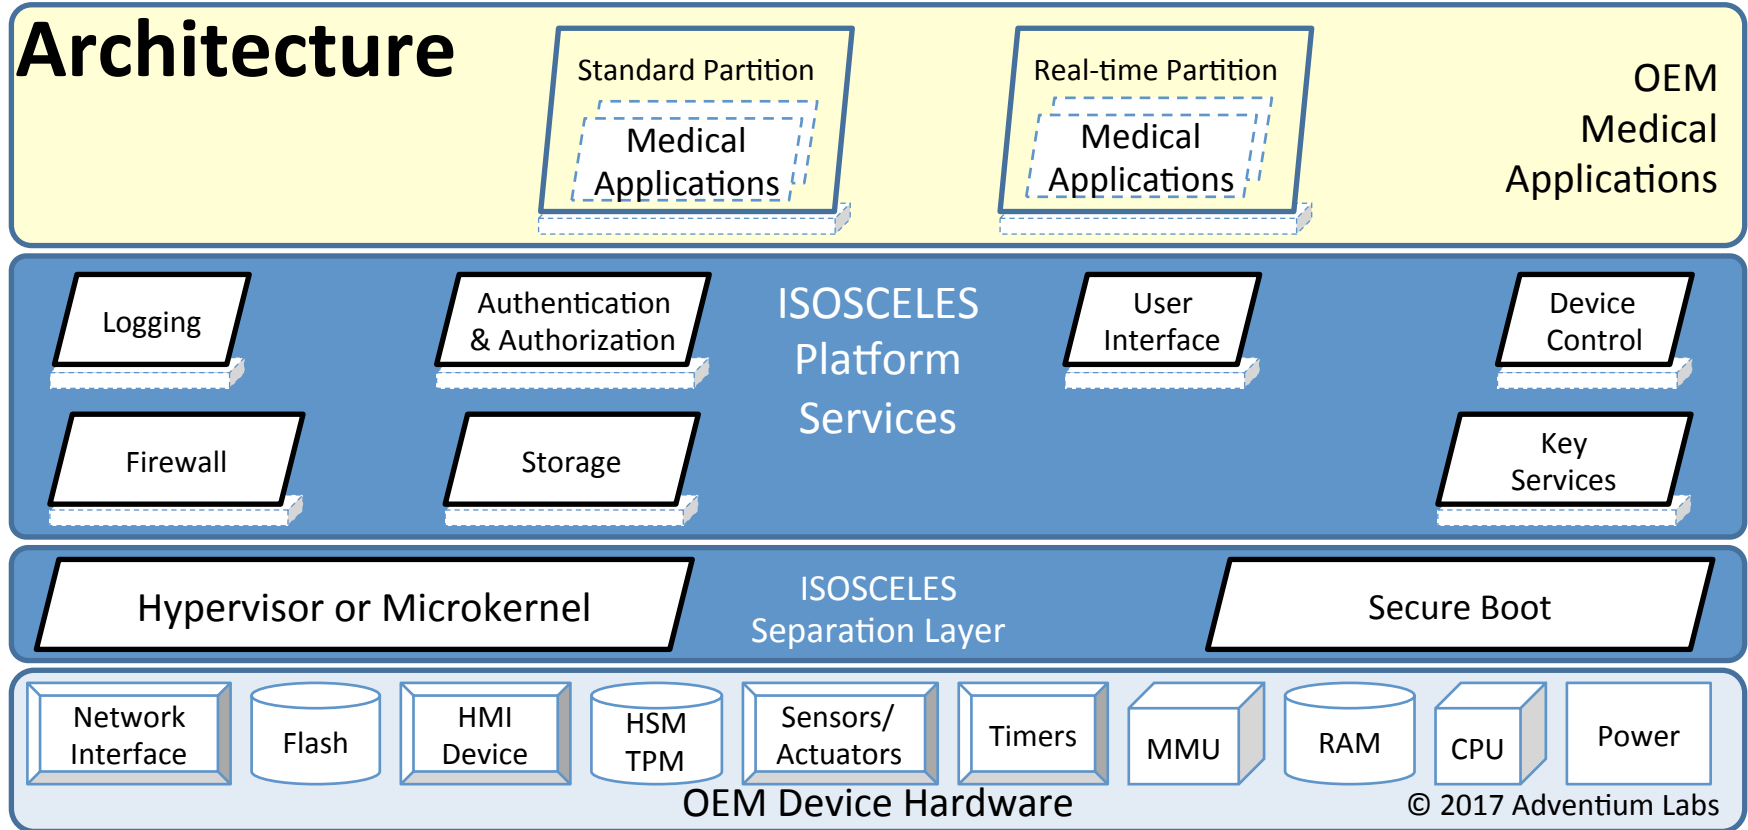 Architecture
Standard Partition
Medical
Applications
Real-time Partition
Medical
Applications
OEM
Medical
Applications
Logging
Authentication
& Authorization
ISOSCELES
Platform
Services
User
Interface
Device
Control
Firewall
Storage
Key
Services
Hypervisor or Microkernel
ISOSCELES
Separation Layer
Secure Boot
Network
Interface
Flash
HMI
Device
HSM
TPM
Sensors/
Actuators
Timers
MMU
RAM
CPU
Power
OEM Device Hardware
© 2017 Adventium Labs